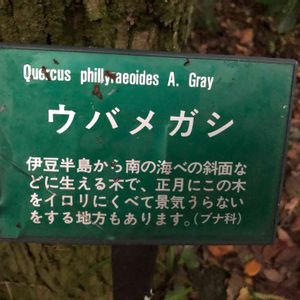 Quercus phillyraeoides A. Gray
ウバメガシ
伊豆半島から南の海べの斜面な
どに生える木で、正月にこの木
をイロリにくべて景気うらない
をする地方もあります。(ブナ科)